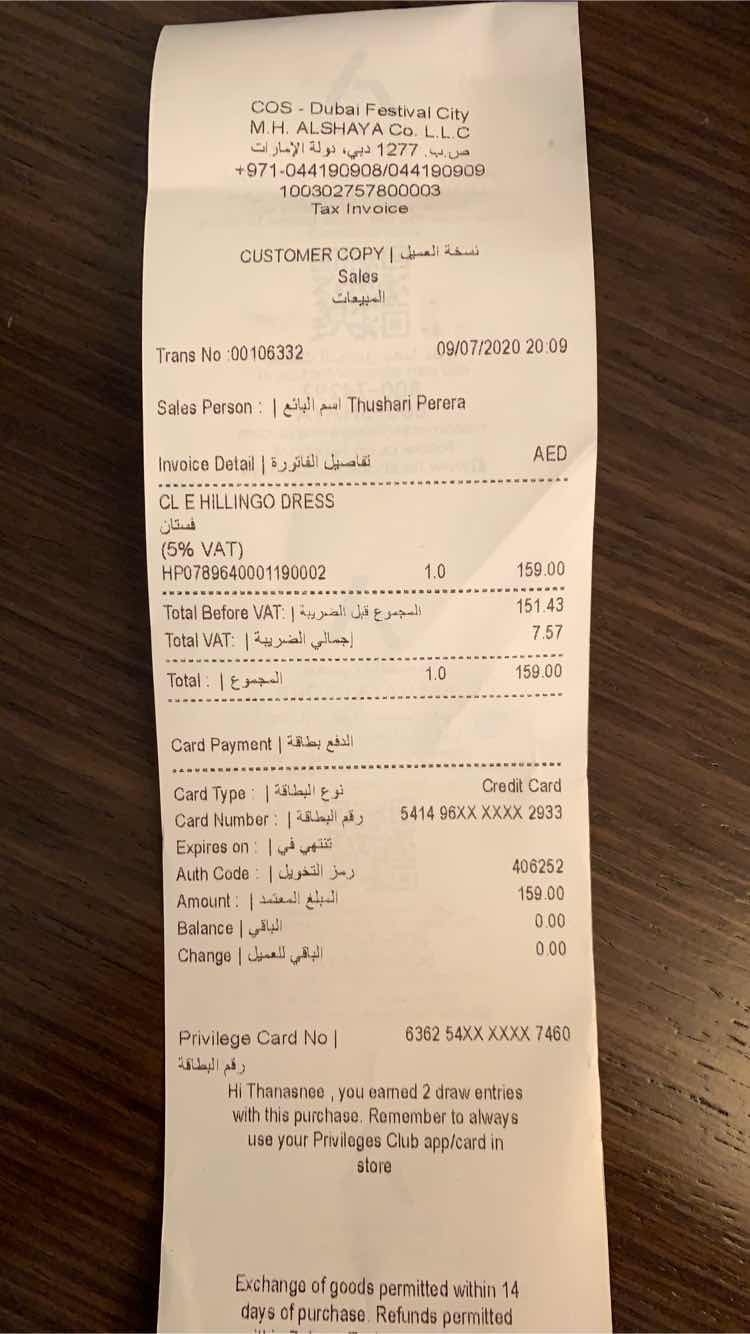 COS - Dubai Festival City
M.H. ALSHAYA Co. L.L.C
ص.ب. 1277 دبي، دولة الإمارات
+971-044190908/044190909
100302757800003
Tax Invoice
CUSTOMER COPY | نسخة العميل
Sales
المبيعات
Trans No :00106332 09/07/2020 20:09
Sales Person : | اسم البائع Thushari Perera
Invoice Detail | تفاصيل الفاتورة AED
CL E HILLINGO DRESS
فستان
(5% VAT)
HP0789640001190002 1.0 159.00
Total Before VAT: | المجموع قبل الضريبة 151.43
Total VAT: | إجمالي الضريبة 7.57
Total : | المجموع 1.0 159.00
Card Payment | الدفع بطاقة
Card Type : | نوع البطاقة Credit Card
Card Number : | رقم البطاقة 5414 96XX XXXX 2933
Expires on : | تنتهي في
Auth Code : | رمز التخويل 406252
Amount : | المبلغ المعتمد 159.00
Balance | الباقي 0.00
Change | الباقي للعميل 0.00
Privilege Card No | 6362 54XX XXXX 7460
رقم البطاقة
Hi Thanasnee , you earned 2 draw entries
with this purchase. Remember to always
use your Privileges Club app/card in
store
Exchange of goods permitted within 14
days of purchase. Refunds permitted